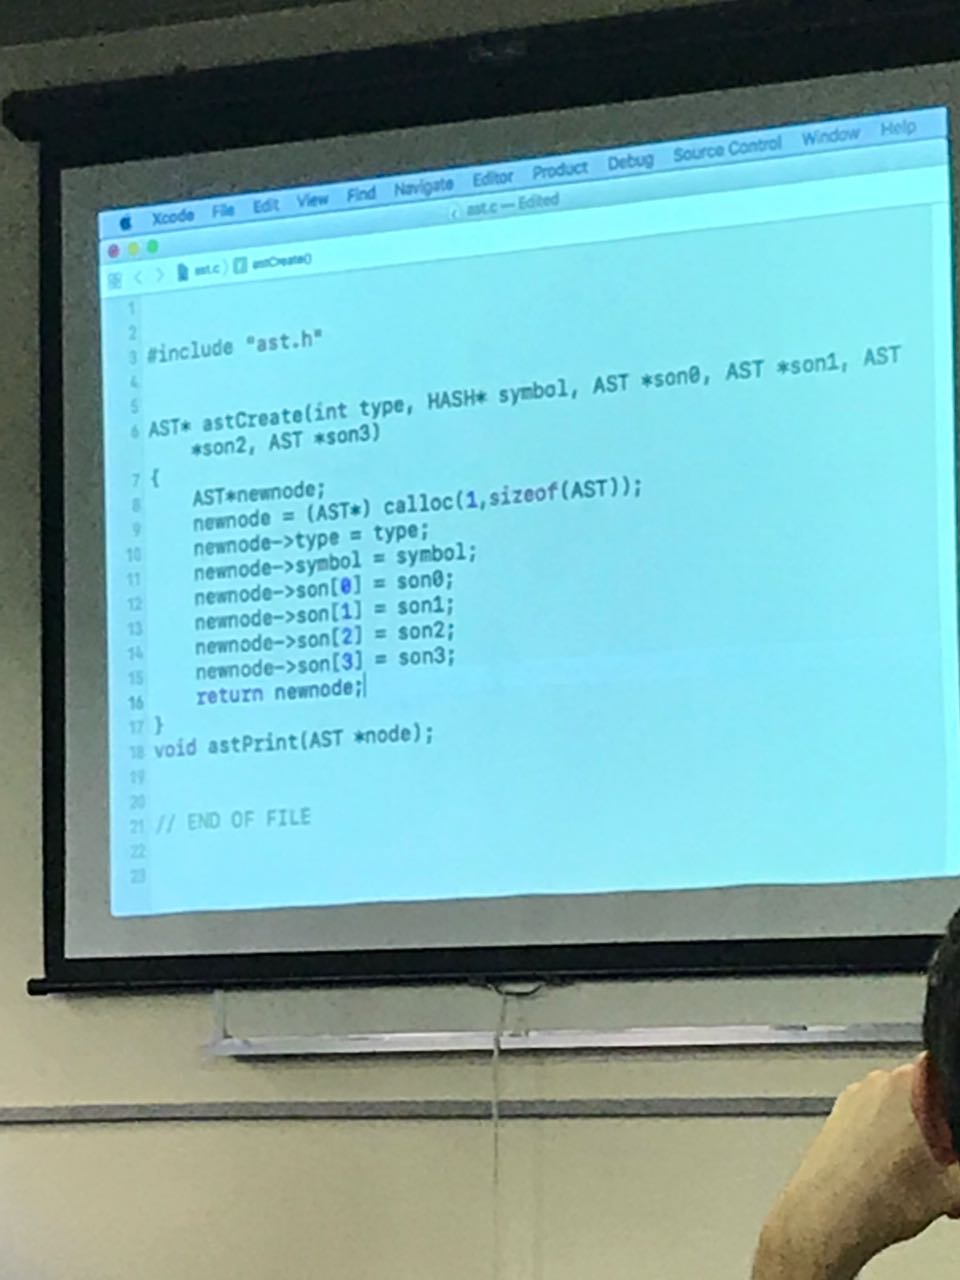 Xcode File Edit View Find Navigate Editor Product Debug Source Control Window Help
ast.c — Edited
ast.c astCreate()
1
2
3 #include "ast.h"
4
5
6 AST* astCreate(int type, HASH* symbol, AST *son0, AST *son1, AST
*son2, AST *son3)
7 {
8 AST*newnode;
9 newnode = (AST*) calloc(1,sizeof(AST));
10 newnode->type = type;
11 newnode->symbol = symbol;
12 newnode->son[0] = son0;
13 newnode->son[1] = son1;
14 newnode->son[2] = son2;
15 newnode->son[3] = son3;
16 return newnode;
17 }
18 void astPrint(AST *node);
19
20
21 // END OF FILE
22
23